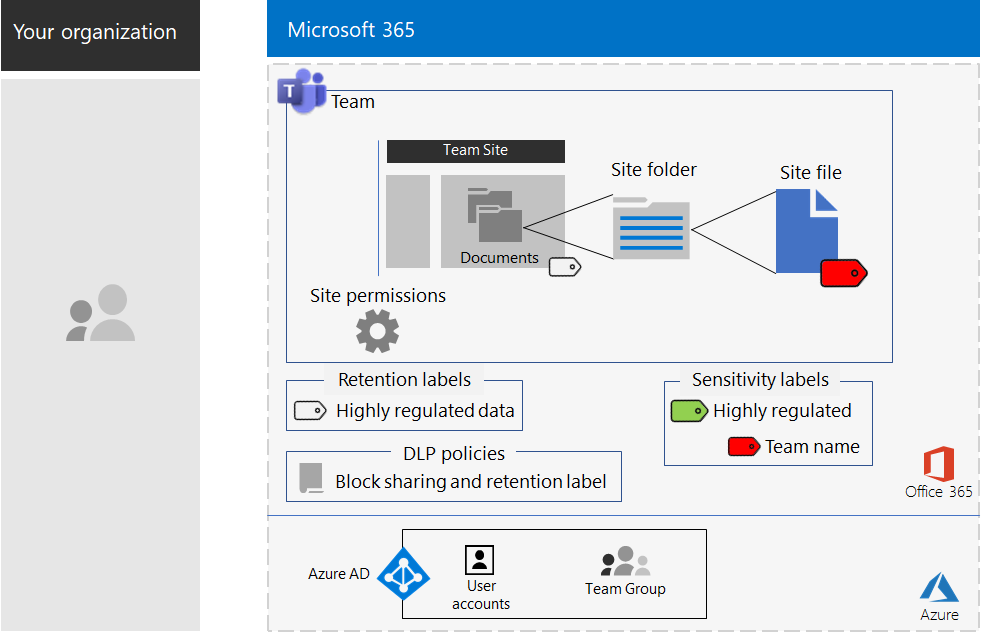 Your organization
Microsoft 365
T
Team
Team Site
Site folder
Site file
Documents
Site permissions
Retention labels
Highly regulated data
Sensitivity labels
Highly regulated
Team name
DLP policies
Block sharing and retention label
Office 365
Azure AD
User
accounts
Team Group
Azure